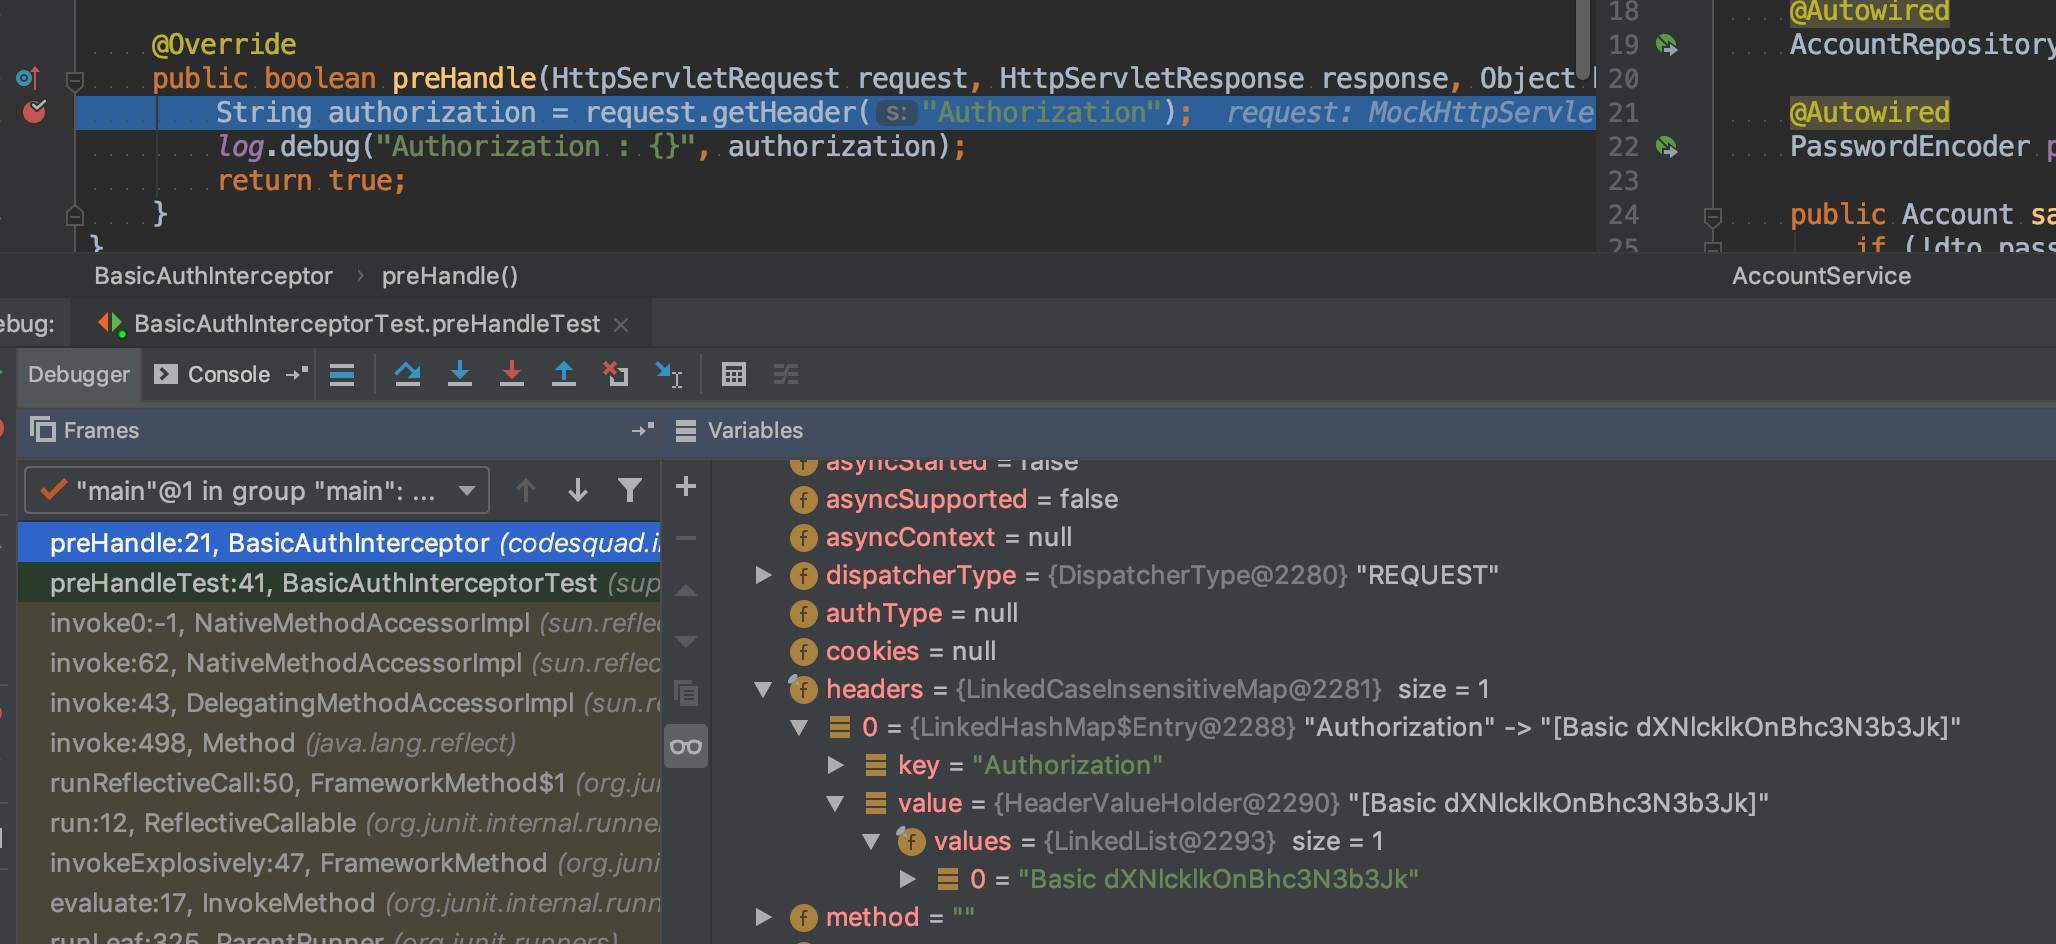 @Override
public boolean preHandle(HttpServletRequest request, HttpServletResponse response, Object
String authorization = request.getHeader( s: "Authorization"); request: MockHttpServle
log.debug("Authorization : {}", authorization);
return true;
}
}
18 @Autowired
19 AccountRepository
20
21 @Autowired
22 PasswordEncoder p
23
24 public Account sa
25 if (!dto.pass
BasicAuthInterceptor › preHandle()
AccountService
ebug: BasicAuthInterceptorTest.preHandleTest ×
Debugger Console
Frames
"main"@1 in group "main": ...
preHandle:21, BasicAuthInterceptor (codesquad.i
preHandleTest:41, BasicAuthInterceptorTest (sup
invoke0:-1, NativeMethodAccessorImpl (sun.refle
invoke:62, NativeMethodAccessorImpl (sun.reflec
invoke:43, DelegatingMethodAccessorImpl (sun.r
invoke:498, Method (java.lang.reflect)
runReflectiveCall:50, FrameworkMethod$1 (org.ju
run:12, ReflectiveCallable (org.junit.internal.runne
invokeExplosively:47, FrameworkMethod (org.juni
evaluate:17, InvokeMethod (org.junit.internal.runn
runLeaf:325, ParentRunner (org.junit.runners)
Variables
asyncStarted = false
asyncSupported = false
asyncContext = null
dispatcherType = {DispatcherType@2280} "REQUEST"
authType = null
cookies = null
headers = {LinkedCaseInsensitiveMap@2281} size = 1
0 = {LinkedHashMap$Entry@2288} "Authorization" -> "[Basic dXNlcklkOnBhc3N3b3Jk]"
key = "Authorization"
value = {HeaderValueHolder@2290} "[Basic dXNlcklkOnBhc3N3b3Jk]"
values = {LinkedList@2293} size = 1
0 = "Basic dXNlcklkOnBhc3N3b3Jk"
method = ""